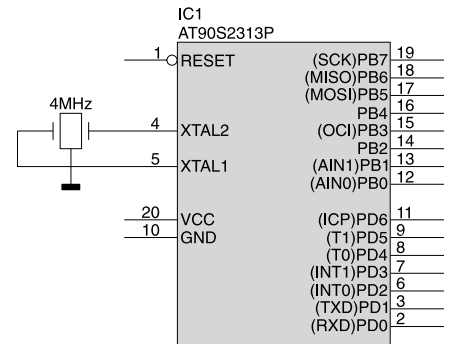 IC1
AT90S2313P
1 RESET (SCK)PB7 19
(MISO)PB6 18
(MOSI)PB5 17
4MHz PB4 16
4 XTAL2 (OCI)PB3 15
PB2 14
5 XTAL1 (AIN1)PB1 13
(AIN0)PB0 12
20 VCC (ICP)PD6 11
10 GND (T1)PD5 9
(T0)PD4 8
(INT1)PD3 7
(INT0)PD2 6
(TXD)PD1 3
(RXD)PD0 2